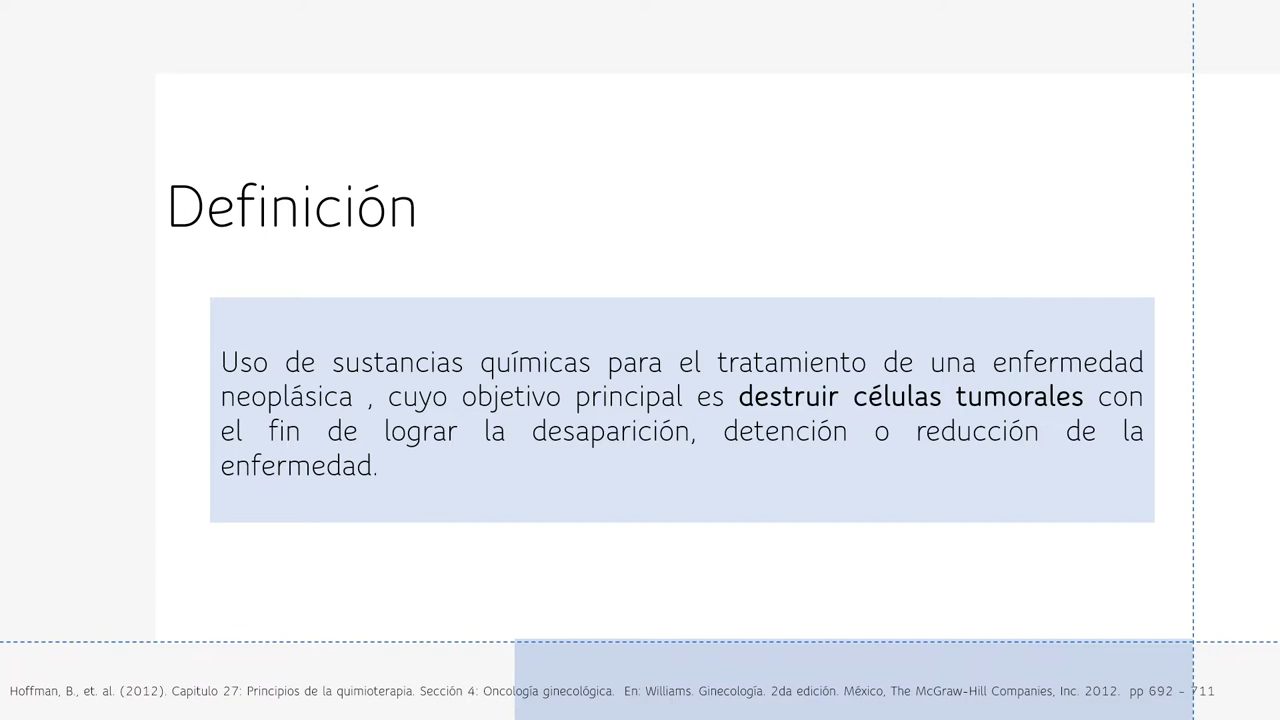 Definición
Uso de sustancias químicas para el tratamiento de una enfermedad
neoplásica , cuyo objetivo principal es destruir células tumorales con
el fin de lograr la desaparición, detención o reducción de la
enfermedad.
Hoffman, B., et. al. (2012). Capitulo 27: Principios de la quimioterapia. Sección 4: Oncología ginecológica. En: Williams. Ginecología. 2da edición. México, The McGraw-Hill Companies, Inc. 2012. pp 692 – 711